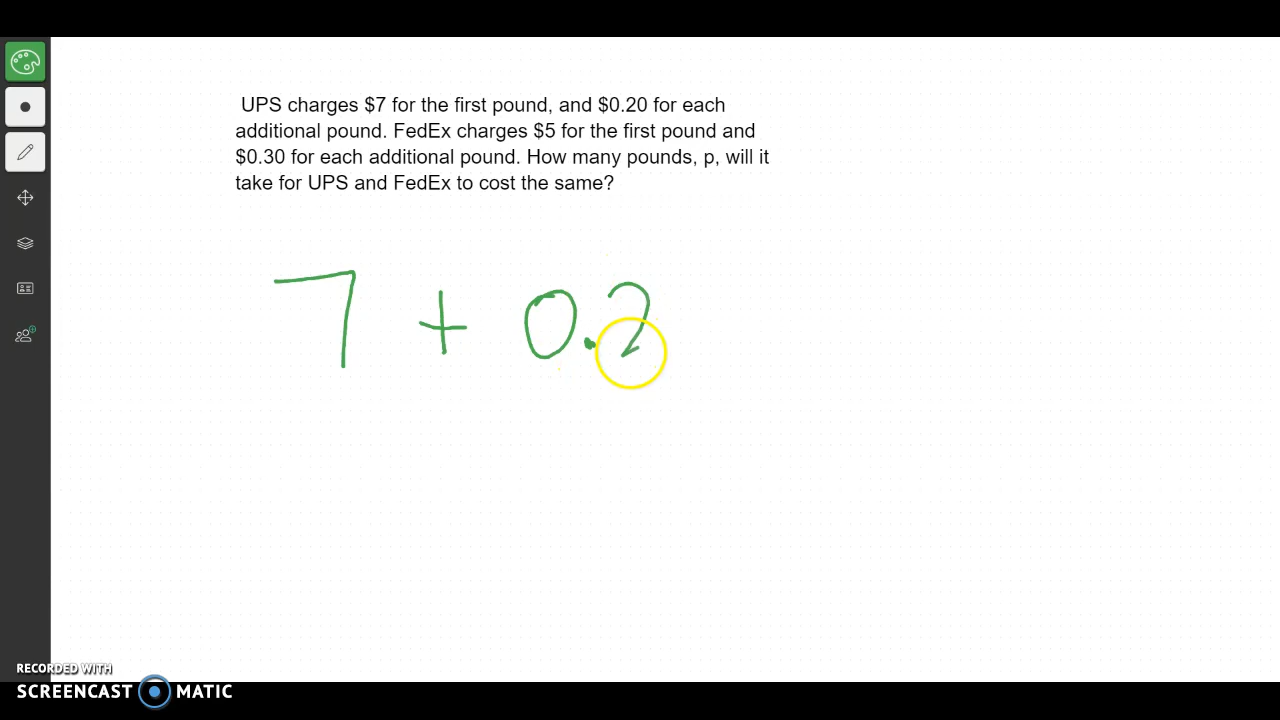 UPS charges $7 for the first pound, and $0.20 for each
additional pound. FedEx charges $5 for the first pound and
$0.30 for each additional pound. How many pounds, p, will it
take for UPS and FedEx to cost the same?
7 + 0.2
RECORDED WITH
SCREENCAST MATIC